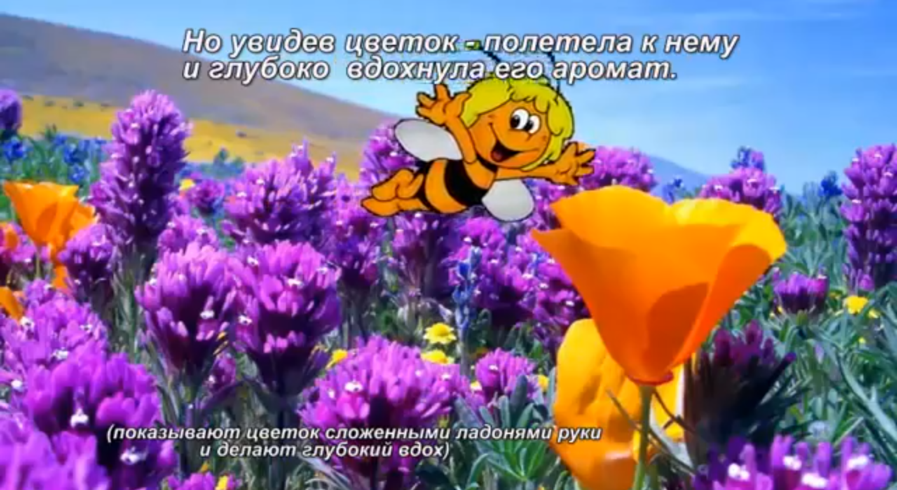 Но увидев цветок - полетела к нему
и глубоко вдохнула его аромат.
(показывают цветок сложенными ладонями руки
и делают глубокий вдох)